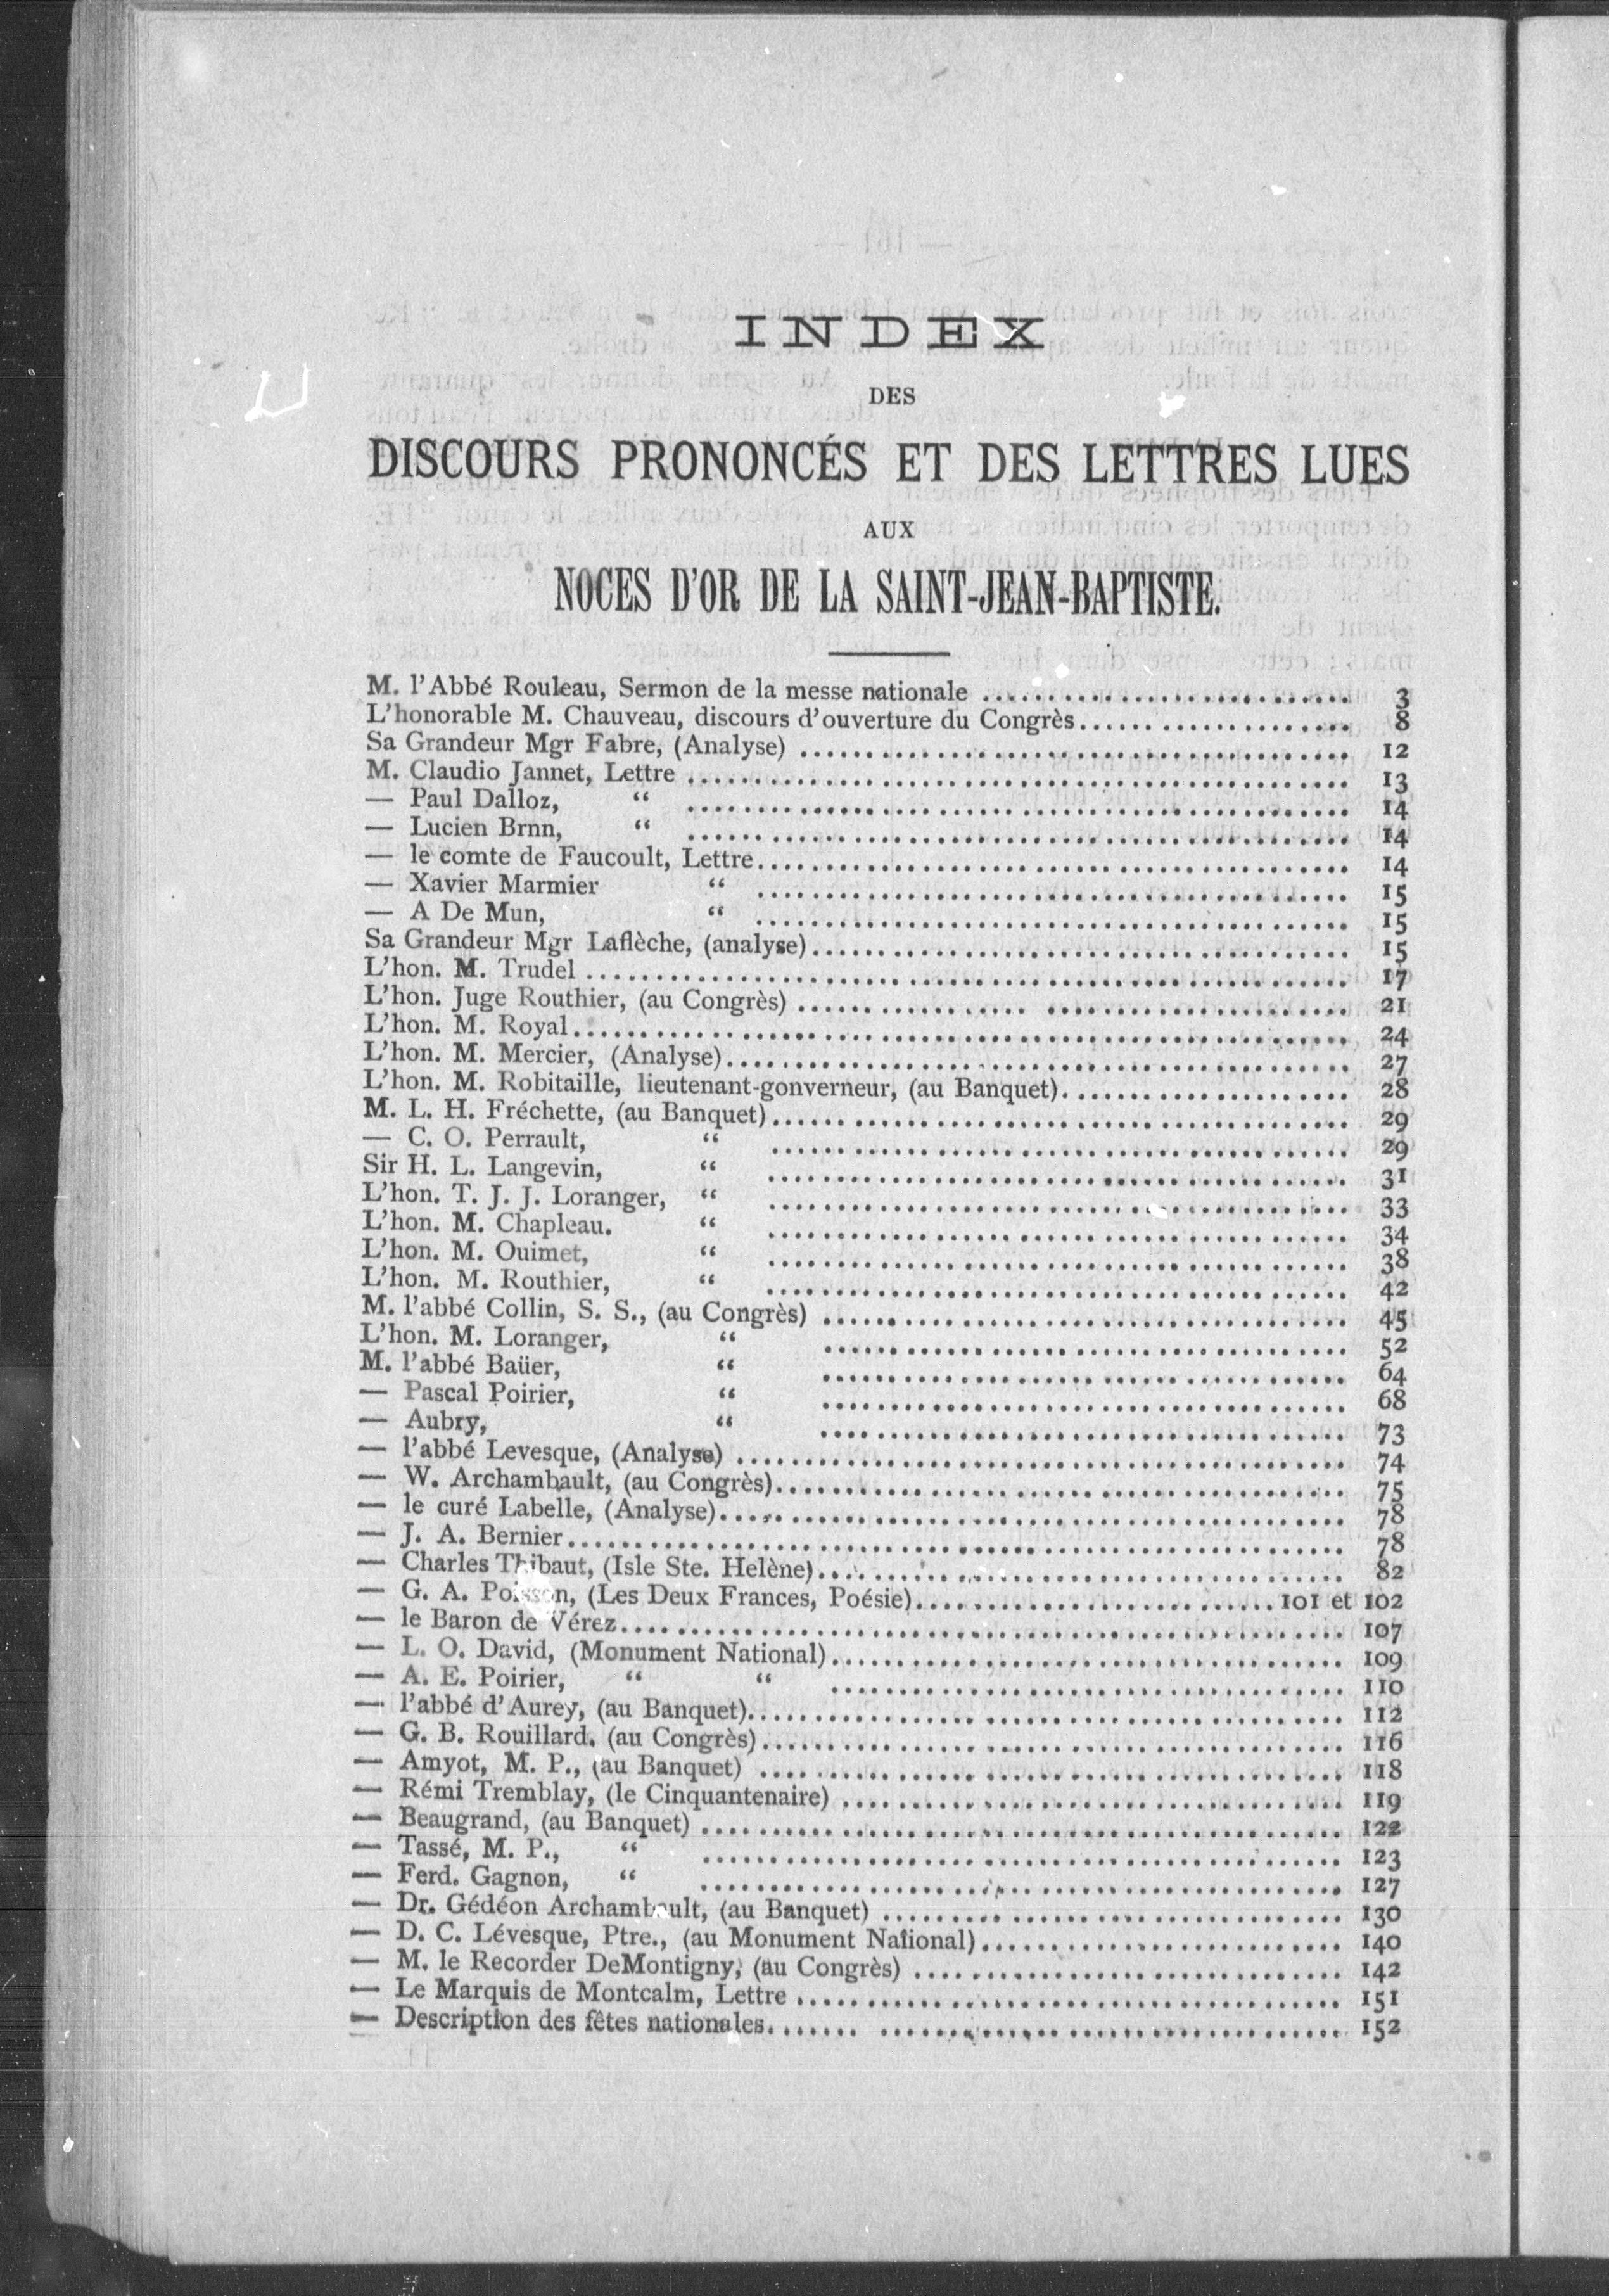 INDEX
DES
DISCOURS PRONONCÉS ET DES LETTRES LUES
AUX
NOCES D'OR DE LA SAINT-JEAN-BAPTISTE.
M. l'Abbé Rouleau, Sermon de la messe nationale ........................... 3
L'honorable M. Chauveau, discours d'ouverture du Congrès..................... 8
Sa Grandeur Mgr Fabre, (Analyse) ........................................ 12
M. Claudio Jannet, Lettre ................................................ 13
— Paul Dalloz, “ ................................................ 14
— Lucien Brnn, “ ................................................ 14
— le comte de Faucoult, Lettre........................................... 14
— Xavier Marmier “ ........................................... 15
— A De Mun, “ ........................................... 15
Sa Grandeur Mgr Laflèche, (analyse)....................................... 15
L'hon. M. Trudel ........................................................ 17
L'hon. Juge Routhier, (au Congrès) ........................................ 21
L'hon. M. Royal......................................................... 24
L'hon. M. Mercier, (Analyse)............................................. 27
L'hon. M. Robitaille, lieutenant-gonverneur, (au Banquet)..................... 28
M. L. H. Fréchette, (au Banquet).......................................... 29
— C. O. Perrault, “ .......................................... 29
Sir H. L. Langevin, “ .......................................... 31
L'hon. T. J. J. Loranger, “ .......................................... 33
L'hon. M. Chapleau. “ .......................................... 34
L'hon. M. Ouimet, “ .......................................... 38
L'hon. M. Routhier, “ .......................................... 42
M. l'abbé Collin, S. S., (au Congrès) ...................................... 45
L'hon. M. Loranger, “ ...................................... 52
M. l'abbé Baüer, “ ...................................... 64
— Pascal Poirier, “ ...................................... 68
— Aubry, “ ...................................... 73
— l'abbé Levesque, (Analyse) ............................................ 74
— W. Archambault, (au Congrès)......................................... 75
— le curé Labelle, (Analyse)............................................. 78
— J. A. Bernier........................................................ 78
— Charles Thibaut, (Isle Ste. Helène)...................................... 82
— G. A. Poisson, (Les Deux Frances, Poésie)..........................101 et 102
— le Baron de Vérez.................................................... 107
— L. O. David, (Monument National)..................................... 109
— A. E. Poirier, “ “ ..................................... 110
— l'abbé d'Aurey, (au Banquet)........................................... 112
— G. B. Rouillard. (au Congrès).......................................... 116
— Amyot, M. P., (au Banquet) .......................................... 118
— Rémi Tremblay, (le Cinquantenaire) .................................... 119
— Beaugrand, (au Banquet) .............................................. 122
— Tassé, M. P., “ .............................................. 123
— Ferd. Gagnon, “ .............................................. 127
— Dr. Gédéon Archambault, (au Banquet) ................................. 130
— D. C. Lévesque, Ptre., (au Monument National).......................... 140
— M. le Recorder DeMontigny, (au Congrès) ............................... 142
— Le Marquis de Montcalm, Lettre ....................................... 151
— Description des fêtes nationales......................................... 152